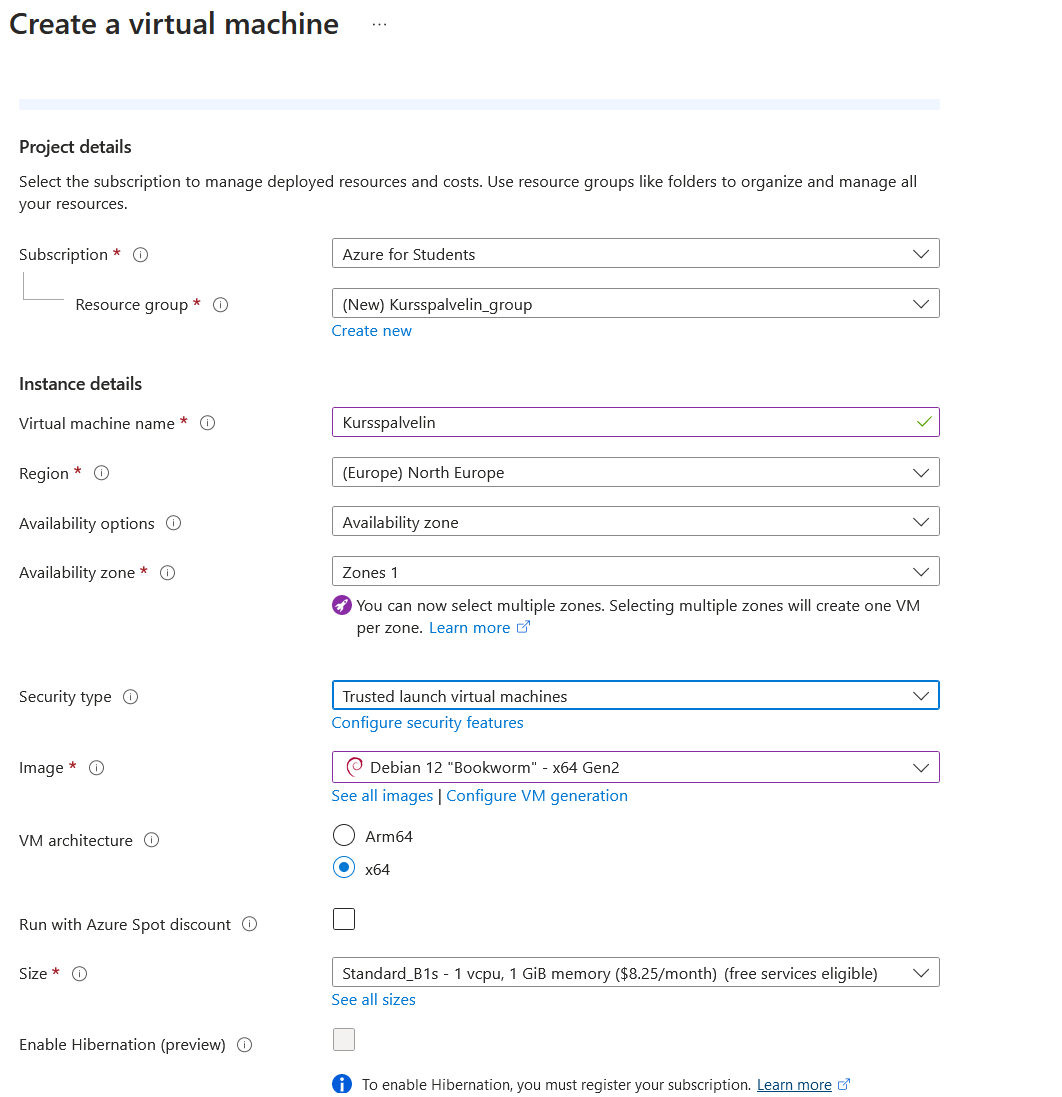 Create a virtual machine ...
Project details
Select the subscription to manage deployed resources and costs. Use resource groups like folders to organize and manage all
your resources.
Subscription *
Azure for Students
Resource group *
(New) Kursspalvelin_group
Create new
Instance details
Virtual machine name *
Kursspalvelin
Region *
(Europe) North Europe
Availability options
Availability zone
Availability zone *
Zones 1
You can now select multiple zones. Selecting multiple zones will create one VM
per zone. Learn more
Security type
Trusted launch virtual machines
Configure security features
Image *
Debian 12 "Bookworm" - x64 Gen2
See all images | Configure VM generation
VM architecture
Arm64
x64
Run with Azure Spot discount
Size *
Standard_B1s - 1 vcpu, 1 GiB memory ($8.25/month) (free services eligible)
See all sizes
Enable Hibernation (preview)
To enable Hibernation, you must register your subscription. Learn more